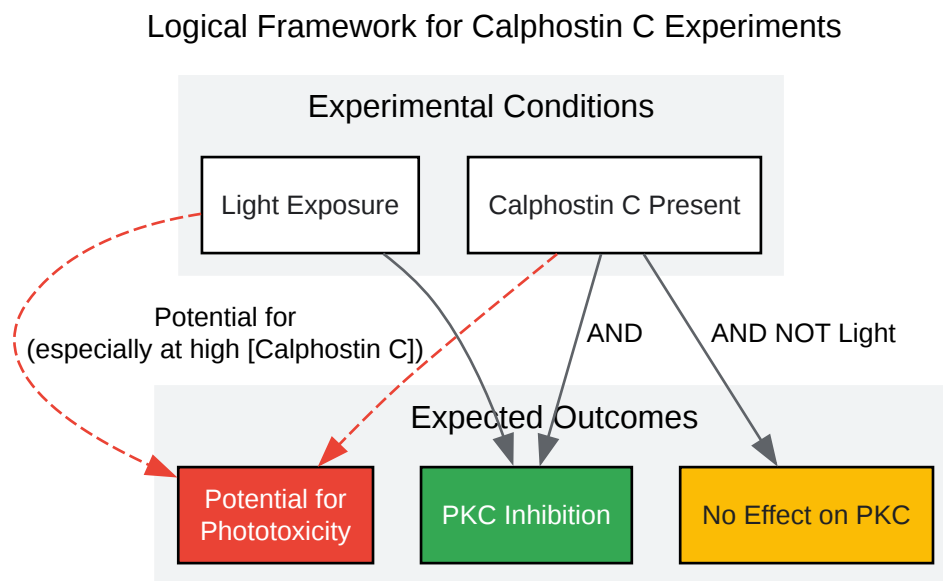 Logical Framework for Calphostin C Experiments
Experimental Conditions
Light Exposure
Calphostin C Present
Potential for
(especially at high [Calphostin C])
AND
AND NOT Light
Expected Outcomes
Potential for
Phototoxicity
PKC Inhibition
No Effect on PKC